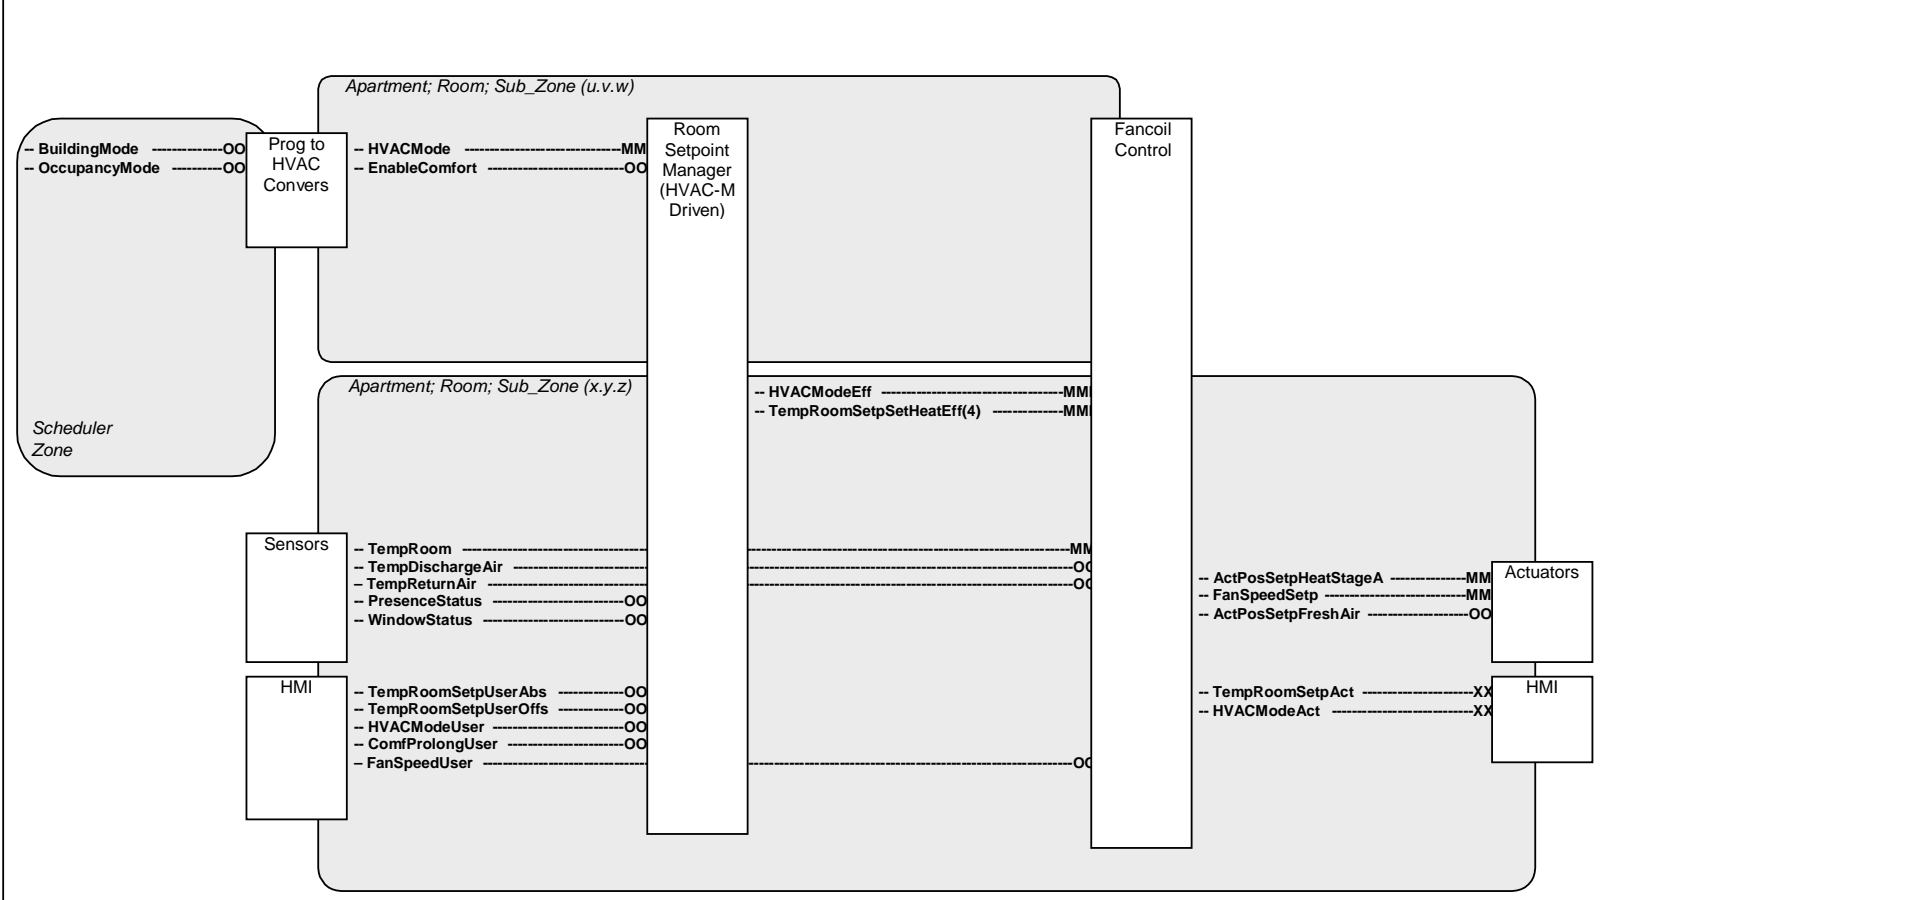 Apartment; Room; Sub_Zone (u.v.w)
-- BuildingMode --------------OO
-- OccupancyMode ----------OO
Scheduler
Zone
Prog to
HVAC
Convers
-- HVACMode -------------------------------MM
-- EnableComfort ---------------------------OO
Room
Setpoint
Manager
(HVAC-M
Driven)
Fancoil
Control
Apartment; Room; Sub_Zone (x.y.z)
-- HVACModeEff ------------------------------------MM
-- TempRoomSetpSetHeatEff(4) --------------MM
Sensors
-- TempRoom ------------------------------------- MM
-- TempDischargeAir --------------------------- OO
– TempReturnAir -------------------------------- OO
-- PresenceStatus --------------------------OO
-- WindowStatus ----------------------------OO
HMI
-- TempRoomSetpUserAbs -------------OO
-- TempRoomSetpUserOffs -------------OO
-- HVACModeUser --------------------------OO
-- ComfProlongUser -----------------------OO
– FanSpeedUser --------------------------------- OO
-- ActPosSetpHeatStageA ---------------MM
-- FanSpeedSetp ----------------------------MM
-- ActPosSetpFreshAir --------------------OO
Actuators
-- TempRoomSetpAct ----------------------XX
-- HVACModeAct ----------------------------XX
HMI